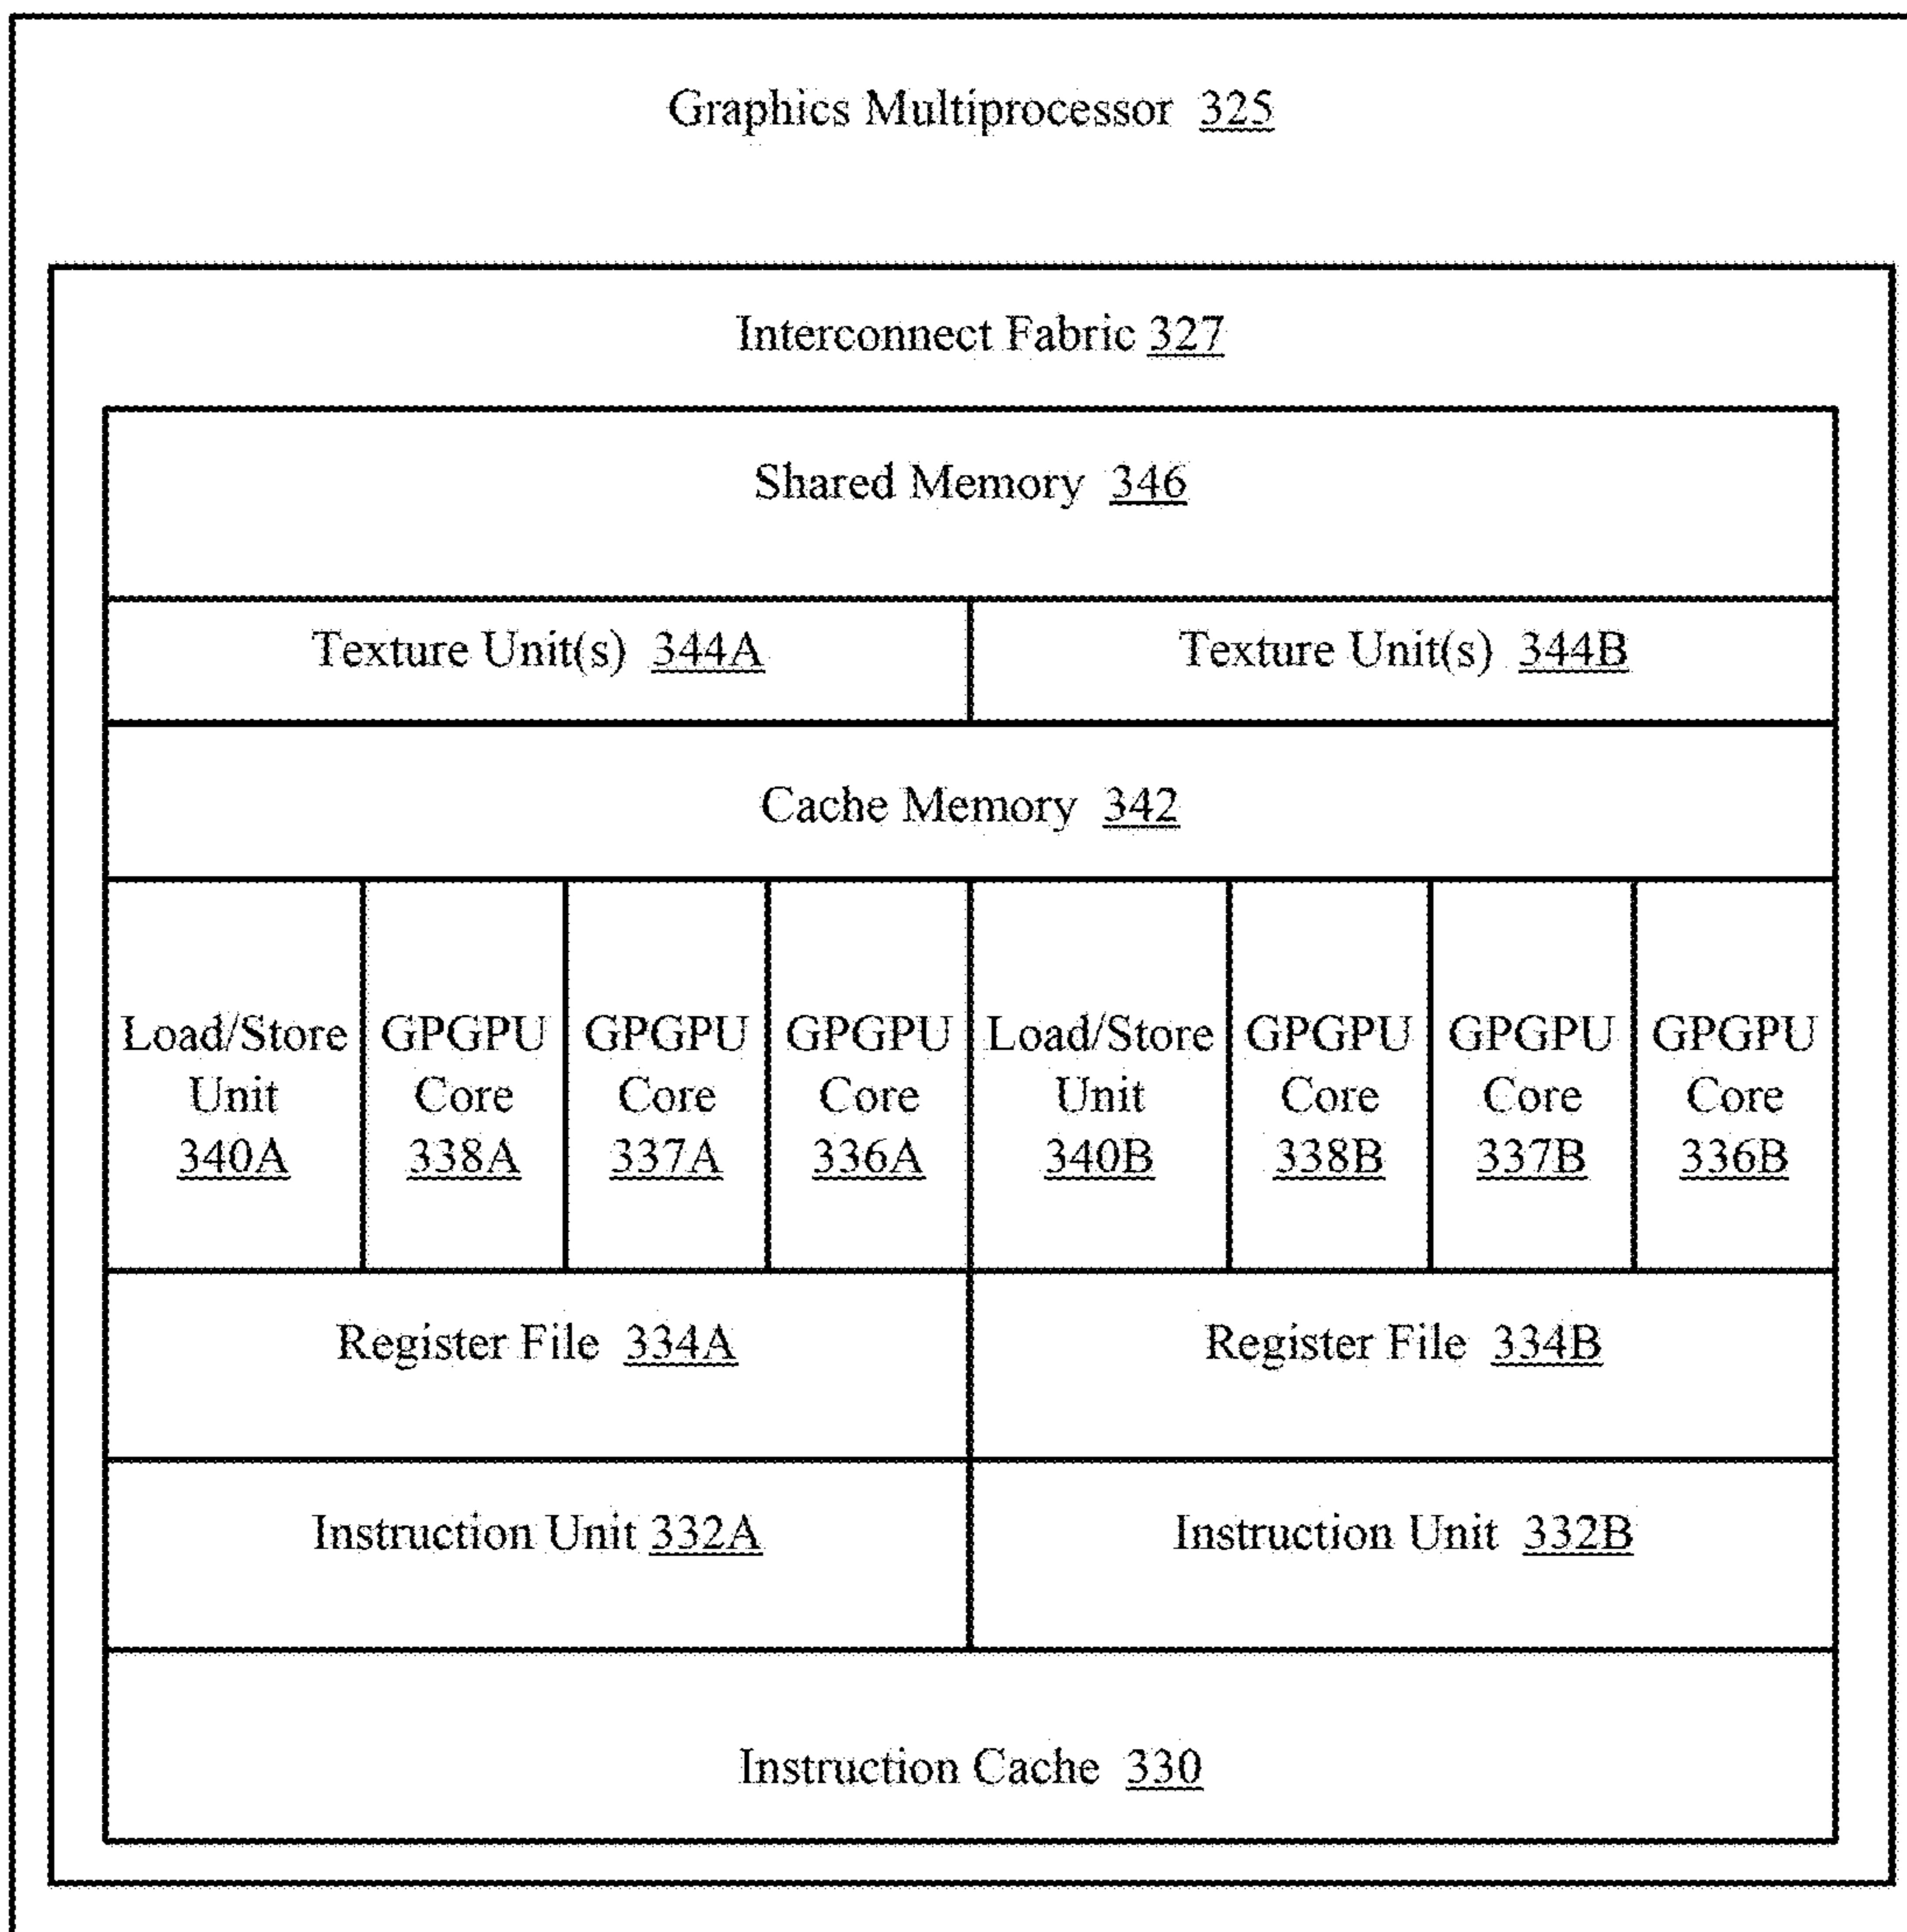 Graphics Multiprocessor 325
Interconnect Fabric 327
Shared Memory 346
Texture Unit(s) 344A
Texture Unit(s) 344B
Cache Memory 342
Load/Store
Unit
340A
GPGPU
Core
338A
GPGPU
Core
337A
GPGPU
Core
336A
Load/Store
Unit
340B
GPGPU
Core
338B
GPGPU
Core
337B
GPGPU
Core
336B
Register File 334A
Register File 334B
Instruction Unit 332A
Instruction Unit 332B
Instruction Cache 330